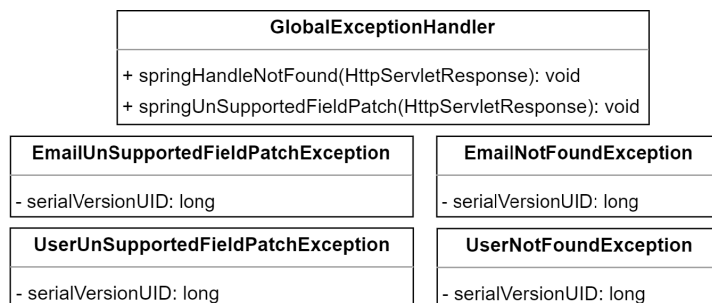 GlobalExceptionHandler
+ springHandleNotFound(HttpServletResponse): void
+ springUnSupportedFieldPatch(HttpServletResponse): void
EmailUnSupportedFieldPatchException
- serialVersionUID: long
EmailNotFoundException
- serialVersionUID: long
UserUnSupportedFieldPatchException
- serialVersionUID: long
UserNotFoundException
- serialVersionUID: long